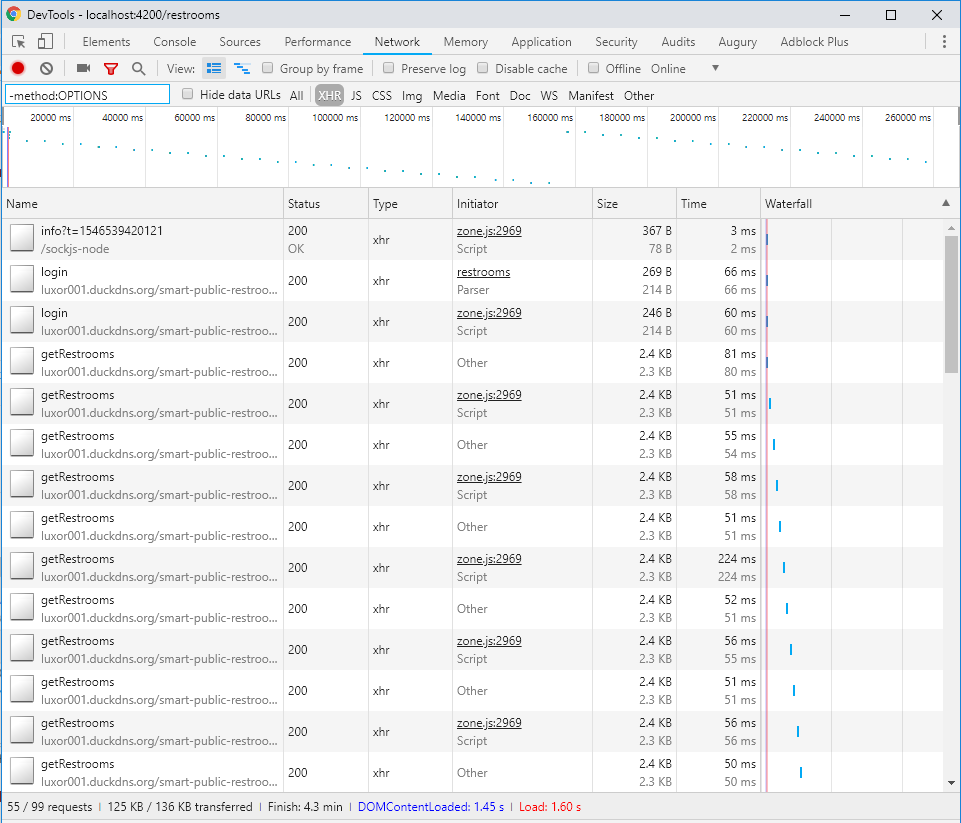 DevTools - localhost:4200/restrooms
Elements Console Sources Performance Network Memory Application Security Audits Augury Adblock Plus
View: Group by frame Preserve log Disable cache Offline Online
-method:OPTIONS Hide data URLs All XHR JS CSS Img Media Font Doc WS Manifest Other
20000 ms 40000 ms 60000 ms 80000 ms 100000 ms 120000 ms 140000 ms 160000 ms 180000 ms 200000 ms 220000 ms 240000 ms 260000 ms
Name Status Type Initiator Size Time Waterfall
info?t=1546539420121 200 xhr zone.js:2969 367 B 3 ms
/sockjs-node OK Script 78 B 2 ms
login 200 xhr restrooms 269 B 66 ms
luxor001.duckdns.org/smart-public-restroo... Parser 214 B 66 ms
login 200 xhr zone.js:2969 246 B 60 ms
luxor001.duckdns.org/smart-public-restroo... Script 214 B 60 ms
getRestrooms 200 xhr Other 2.4 KB 81 ms
luxor001.duckdns.org/smart-public-restroo... 2.3 KB 80 ms
getRestrooms 200 xhr zone.js:2969 2.4 KB 51 ms
luxor001.duckdns.org/smart-public-restroo... Script 2.3 KB 51 ms
getRestrooms 200 xhr Other 2.4 KB 55 ms
luxor001.duckdns.org/smart-public-restroo... 2.3 KB 54 ms
getRestrooms 200 xhr zone.js:2969 2.4 KB 58 ms
luxor001.duckdns.org/smart-public-restroo... Script 2.3 KB 58 ms
getRestrooms 200 xhr Other 2.4 KB 51 ms
luxor001.duckdns.org/smart-public-restroo... 2.3 KB 51 ms
getRestrooms 200 xhr zone.js:2969 2.4 KB 224 ms
luxor001.duckdns.org/smart-public-restroo... Script 2.3 KB 224 ms
getRestrooms 200 xhr Other 2.4 KB 52 ms
luxor001.duckdns.org/smart-public-restroo... 2.3 KB 51 ms
getRestrooms 200 xhr zone.js:2969 2.4 KB 56 ms
luxor001.duckdns.org/smart-public-restroo... Script 2.3 KB 55 ms
getRestrooms 200 xhr Other 2.4 KB 51 ms
luxor001.duckdns.org/smart-public-restroo... 2.3 KB 51 ms
getRestrooms 200 xhr zone.js:2969 2.4 KB 56 ms
luxor001.duckdns.org/smart-public-restroo... Script 2.3 KB 56 ms
getRestrooms 200 xhr Other 2.4 KB 50 ms
luxor001.duckdns.org/smart-public-restroo... 2.3 KB 50 ms
55 / 99 requests | 125 KB / 136 KB transferred | Finish: 4.3 min | DOMContentLoaded: 1.45 s | Load: 1.60 s